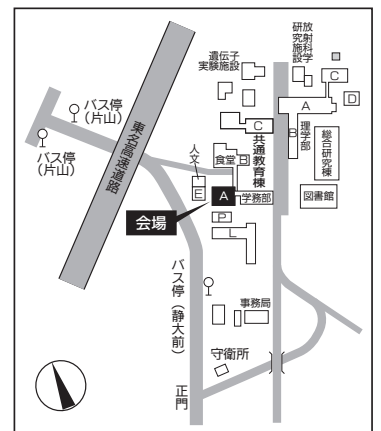 遺伝子
実験施設
放射科学
研究施設
C
A
D
B
理学部
総合研究棟
図書館
バス停
(片山)
バス停
(片山)
東名高速道路
C
共通教育棟
食堂
B
人文
E
A
学務部
会場
P
L
バス停(静大前)
事務局
守衛所
正門